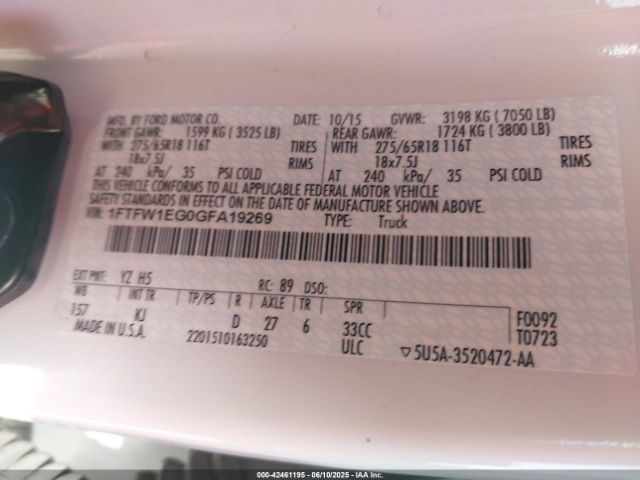 MFD. BY FORD MOTOR CO. DATE: 10/15 GVWR: 3198 KG ( 7050 LB)
FRONT GAWR: 1599 KG ( 3525 LB) REAR GAWR: 1724 KG ( 3800 LB)
WITH 275/65R18 116T TIRES WITH 275/65R18 116T TIRES
18x7.5J RIMS 18x7.5J RIMS
AT 240 kPa/ 35 PSI COLD AT 240 kPa/ 35 PSI COLD
THIS VEHICLE CONFORMS TO ALL APPLICABLE FEDERAL MOTOR VEHICLE
SAFETY STANDARDS IN EFFECT ON THE DATE OF MANUFACTURE SHOWN ABOVE.
VIN: 1FTFW1EG0GFA19269 TYPE: Truck
EXT PNT: YZ H5 RC: 89 DSO:
WB INT TR TP/PS R AXLE TR SPR
157 KJ D 27 6 33CC F0092
MADE IN U.S.A. 2201510163250 ULC T0723
▽5U5A-3520472-AA
000-42461195 - 06/10/2025 - IAA Inc.